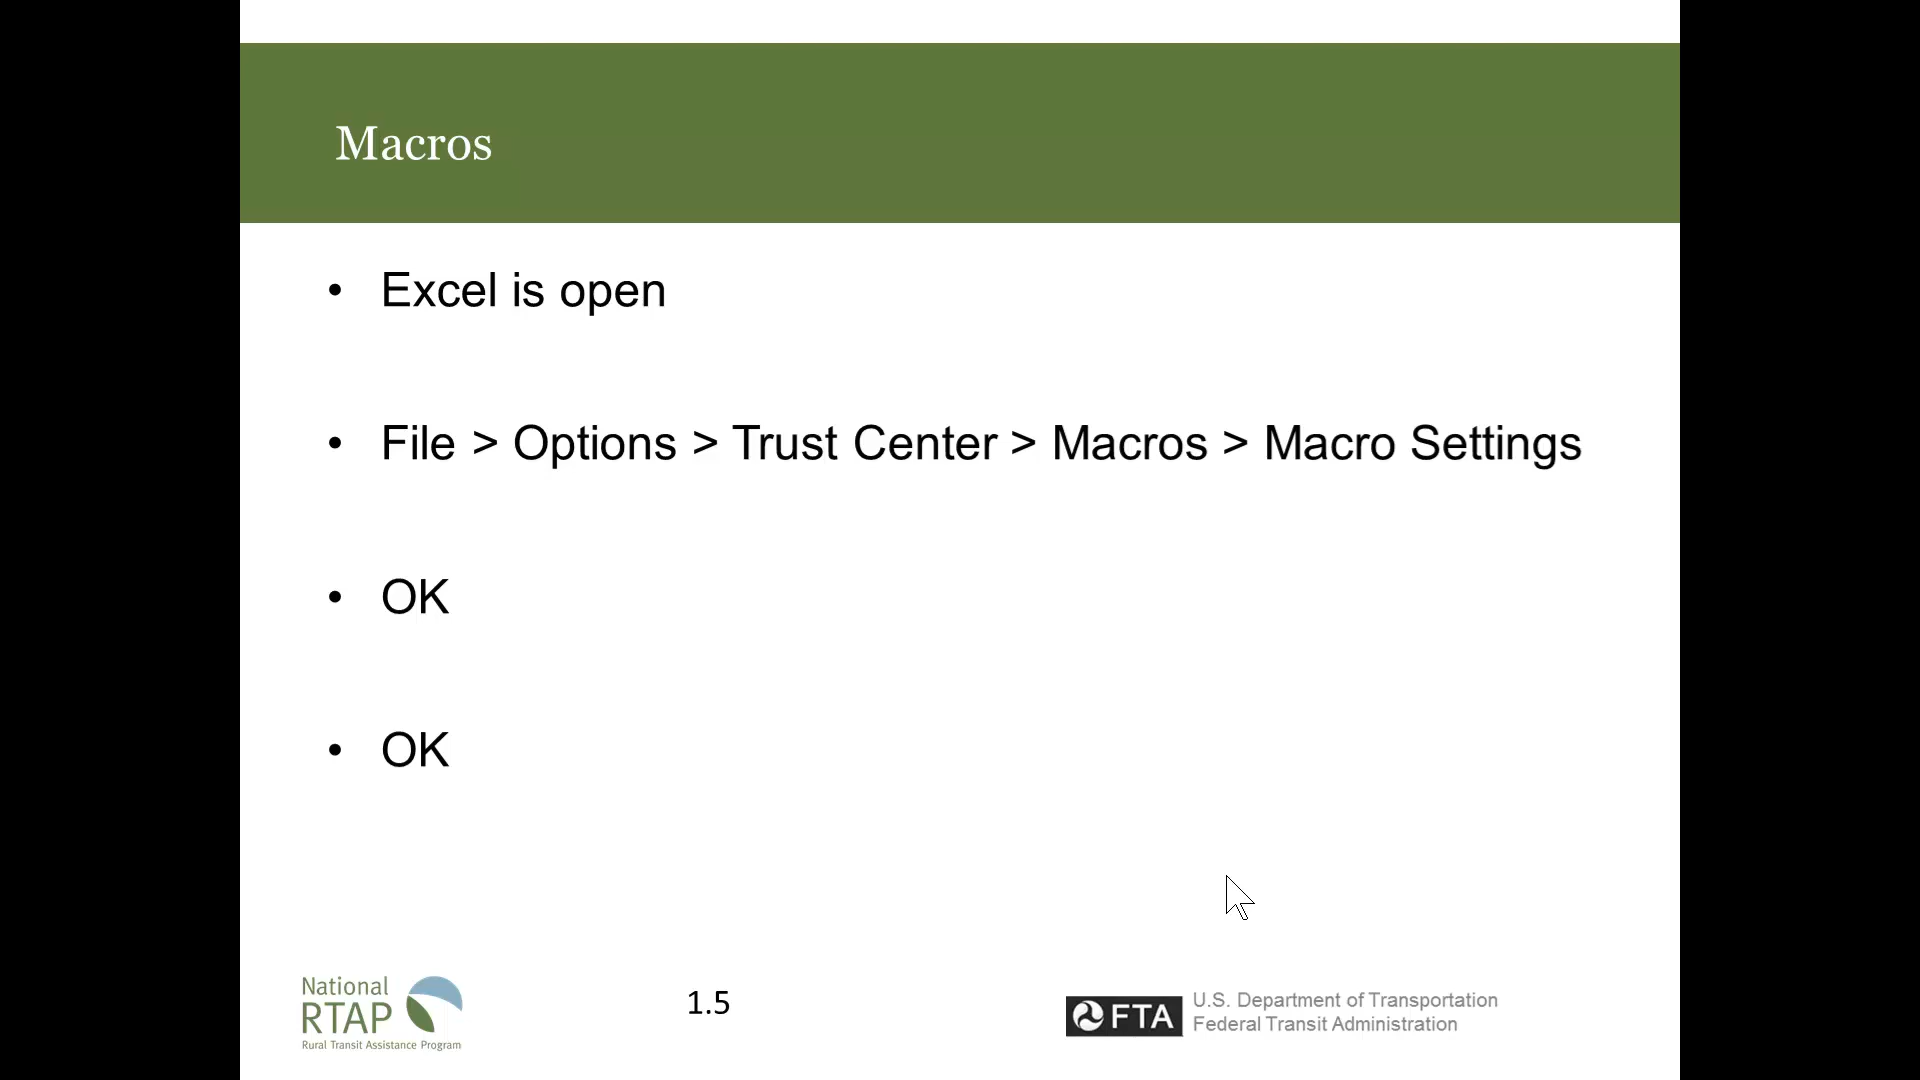 Macros
• Excel is open
• File > Options > Trust Center > Macros > Macro Settings
• OK
• OK
National
RTAP
Rural Transit Assistance Program
1.5
FTA
U.S. Department of Transportation
Federal Transit Administration